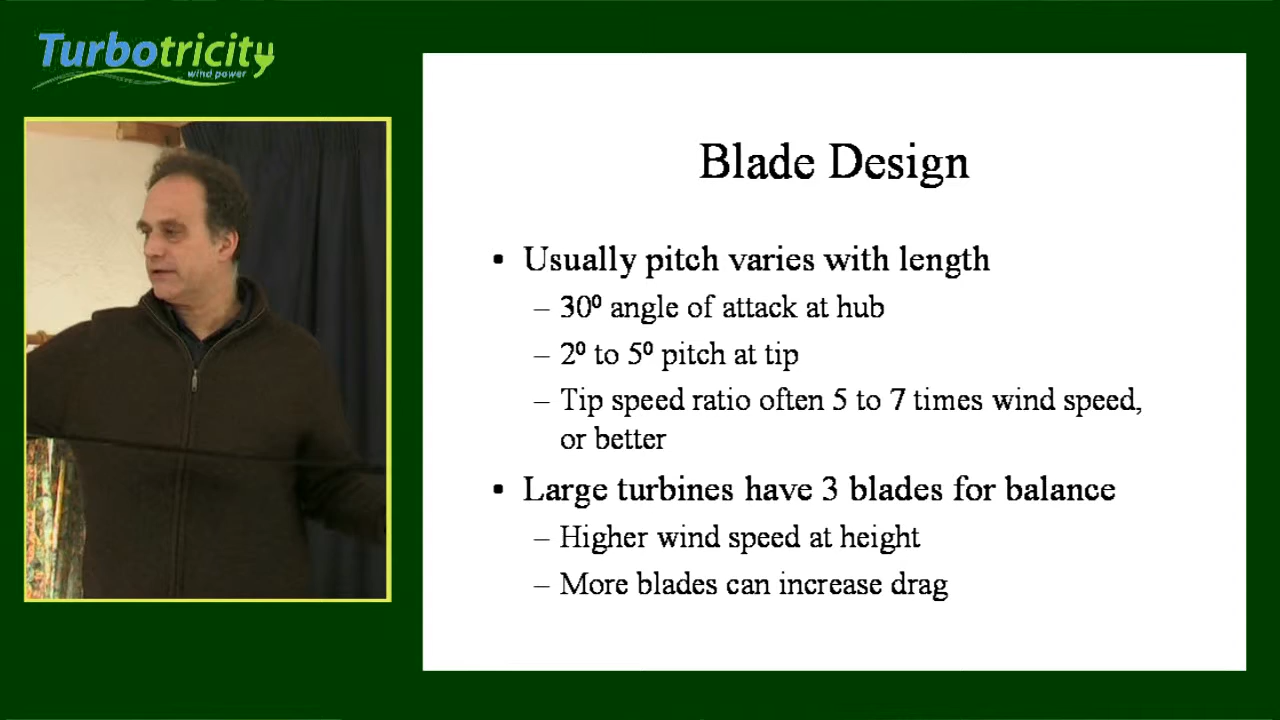 Turbotricity
wind power
Blade Design
• Usually pitch varies with length
– 30⁰ angle of attack at hub
– 2⁰ to 5⁰ pitch at tip
– Tip speed ratio often 5 to 7 times wind speed,
or better
• Large turbines have 3 blades for balance
– Higher wind speed at height
– More blades can increase drag